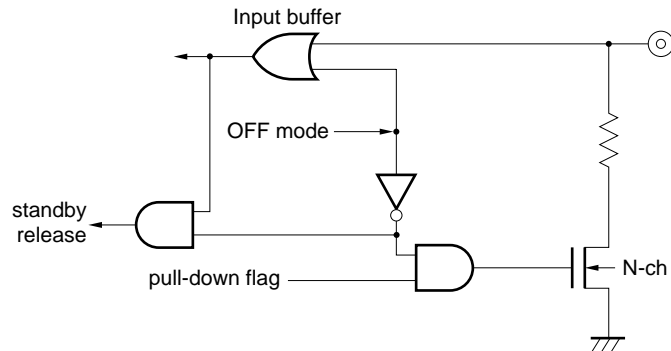 Input buffer
OFF mode
standby
release
pull-down flag
N-ch